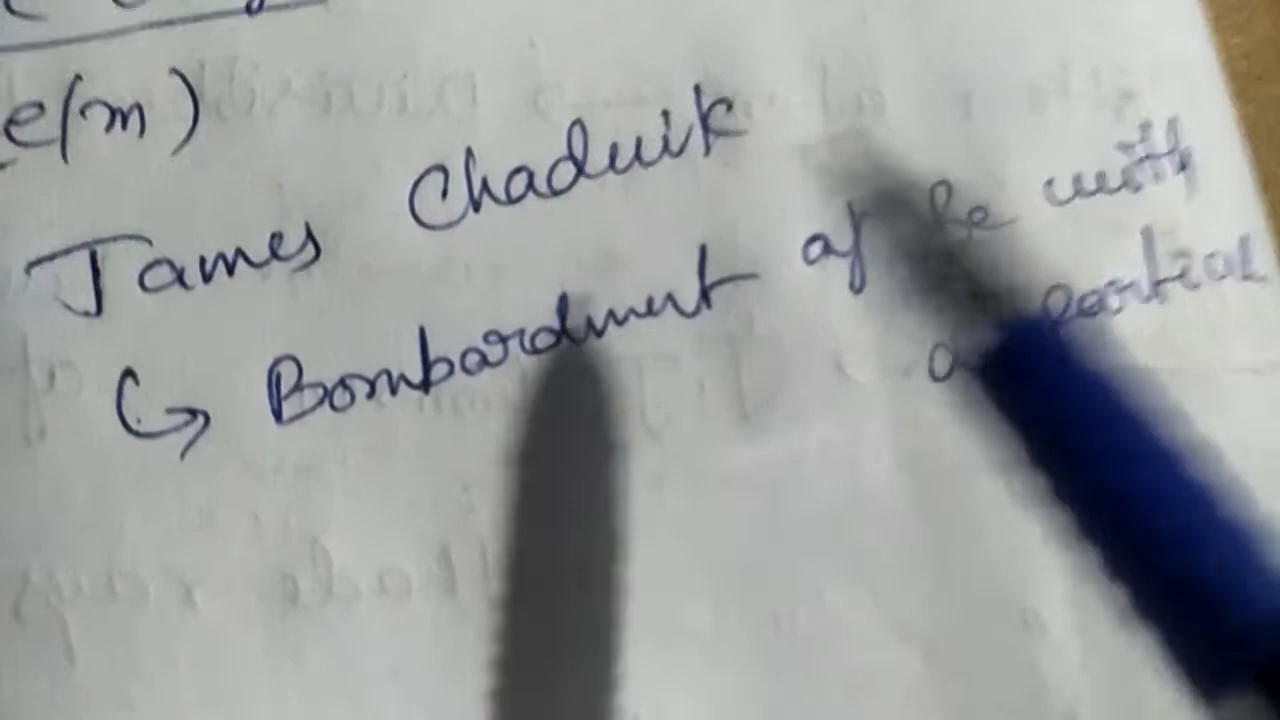 e/m)
James Chadwik
↳ Bombardment of Be with